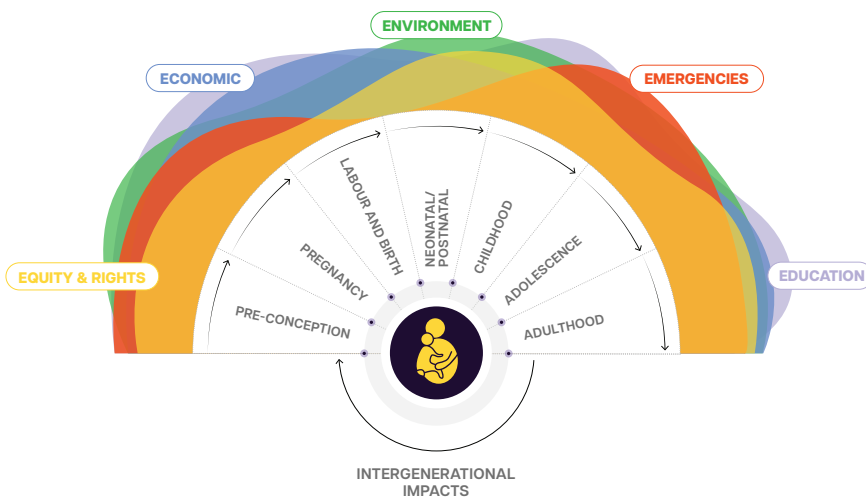 ENVIRONMENT
ECONOMIC
EMERGENCIES
EQUITY & RIGHTS
EDUCATION
PRE-CONCEPTION
PREGNANCY
LABOUR AND BIRTH
NEONATAL/
POSTNATAL
CHILDHOOD
ADOLESCENCE
ADULTHOOD
INTERGENERATIONAL
IMPACTS